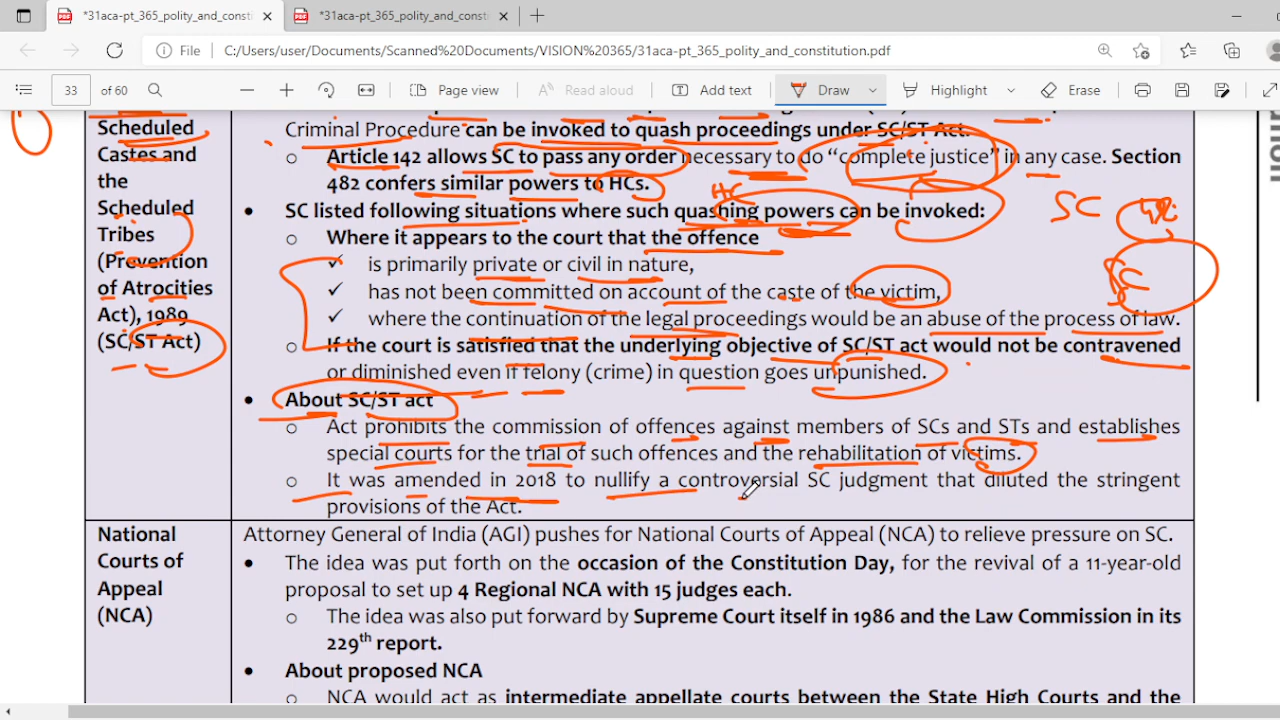 *31aca-pt_365_polity_and_consti
*31aca-pt_365_polity_and_consti
File C:/Users/user/Documents/Scanned%20Documents/VISION%20365/31aca-pt_365_polity_and_constitution.pdf
33 of 60 Page view Read aloud Add text Draw Highlight Erase
Scheduled
Castes and
the
Scheduled
Tribes
(Prevention
of Atrocities
Act), 1989
(SC/ST Act)
Criminal Procedure can be invoked to quash proceedings under SC/ST Act.
o Article 142 allows SC to pass any order necessary to do “complete justice” in any case. Section
482 confers similar powers to HCs.
HC
SC
• SC listed following situations where such quashing powers can be invoked:
o Where it appears to the court that the offence
✓ is primarily private or civil in nature,
✓ has not been committed on account of the caste of the victim,
SC
✓ where the continuation of the legal proceedings would be an abuse of the process of law.
o If the court is satisfied that the underlying objective of SC/ST act would not be contravened
or diminished even if felony (crime) in question goes unpunished.
• About SC/ST act
o Act prohibits the commission of offences against members of SCs and STs and establishes
special courts for the trial of such offences and the rehabilitation of victims.
o It was amended in 2018 to nullify a controversial SC judgment that diluted the stringent
provisions of the Act.
National
Courts of
Appeal
(NCA)
Attorney General of India (AGI) pushes for National Courts of Appeal (NCA) to relieve pressure on SC.
• The idea was put forth on the occasion of the Constitution Day, for the revival of a 11-year-old
proposal to set up 4 Regional NCA with 15 judges each.
o The idea was also put forward by Supreme Court itself in 1986 and the Law Commission in its
229th report.
• About proposed NCA
o NCA would act as intermediate appellate courts between the State High Courts and the